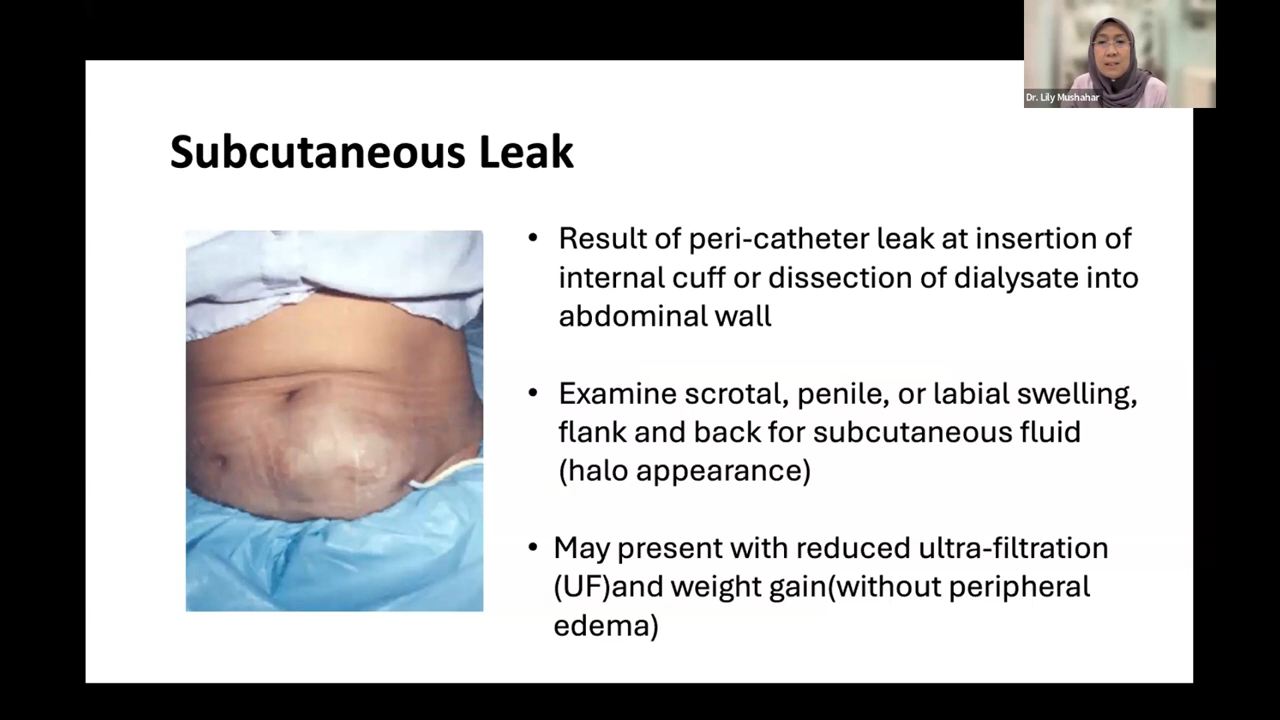 Dr. Lily Mushahar
Subcutaneous Leak
• Result of peri-catheter leak at insertion of
internal cuff or dissection of dialysate into
abdominal wall
• Examine scrotal, penile, or labial swelling,
flank and back for subcutaneous fluid
(halo appearance)
• May present with reduced ultra-filtration
(UF)and weight gain(without peripheral
edema)